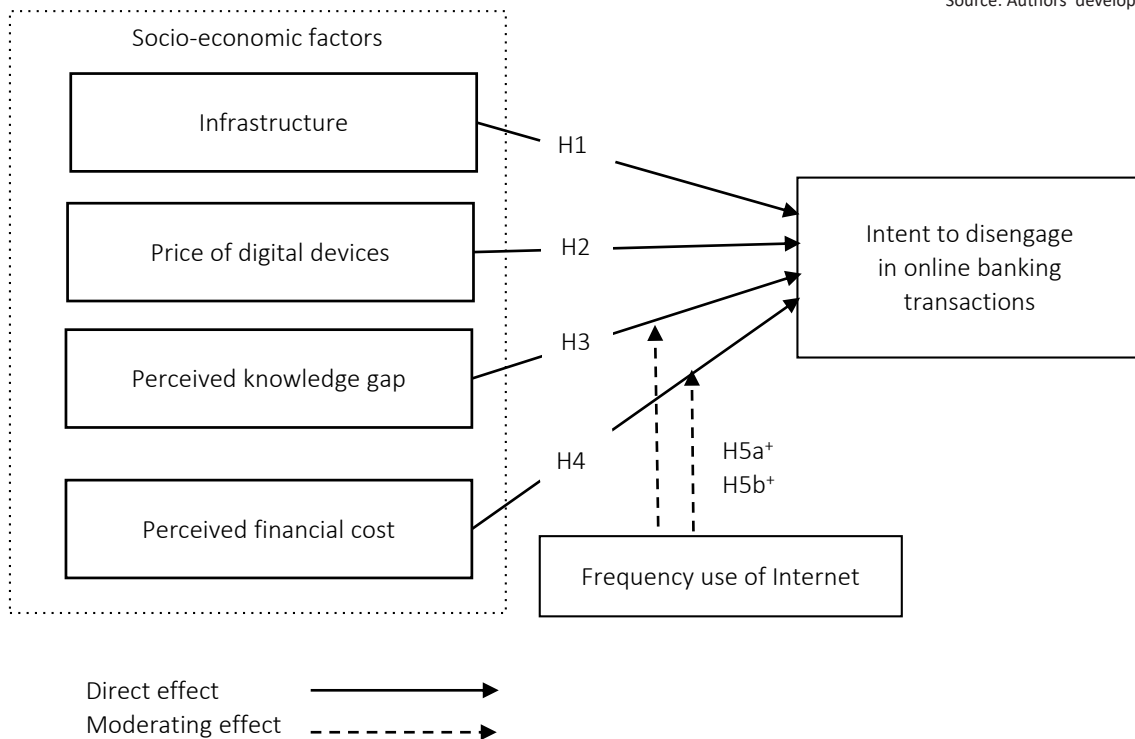 Source: Authors' develop
Socio-economic factors
Infrastructure
H1
Price of digital devices
H2
Intent to disengage
in online banking
transactions
H3
Perceived knowledge gap
H4
H5a⁺
H5b⁺
Perceived financial cost
Frequency use of Internet
Direct effect
Moderating effect